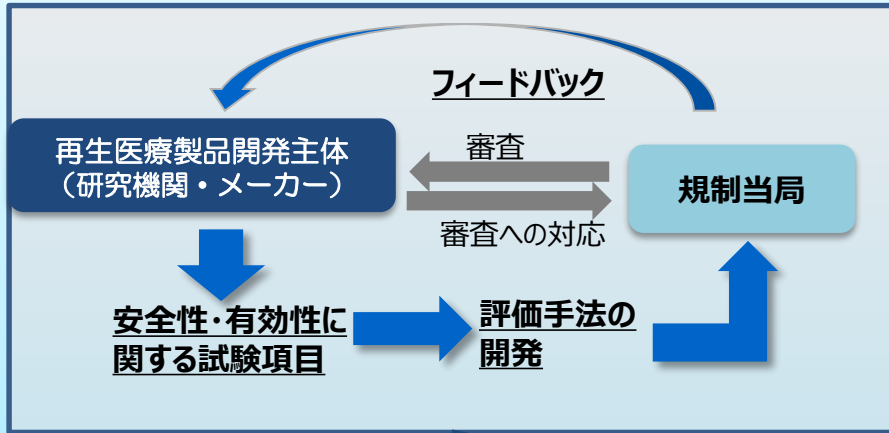 フィードバック
再生医療製品開発主体
（研究機関・メーカー）
審査
審査への対応
規制当局
安全性・有効性に
関する試験項目
評価手法の
開発